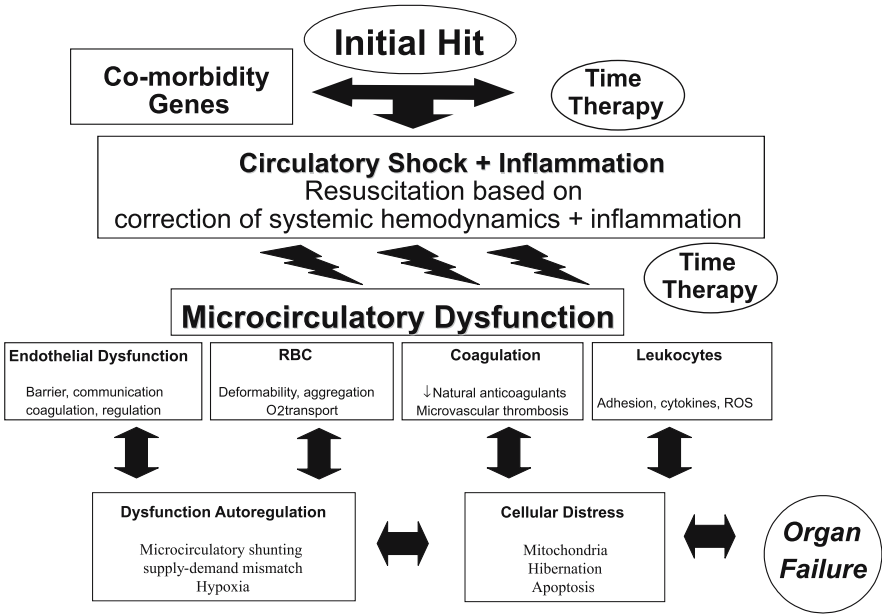 Initial Hit
Co-morbidity
Genes
Time
Therapy
Circulatory Shock + Inflammation
Resuscitation based on
correction of systemic hemodynamics + inflammation
Time
Therapy
Microcirculatory Dysfunction
Endothelial Dysfunction
Barrier, communication
coagulation, regulation
RBC
Deformability, aggregation
O2transport
Coagulation
↓Natural anticoagulants
Microvascular thrombosis
Leukocytes
Adhesion, cytokines, ROS
Dysfunction Autoregulation
Microcirculatory shunting
supply-demand mismatch
Hypoxia
Cellular Distress
Mitochondria
Hibernation
Apoptosis
Organ
Failure